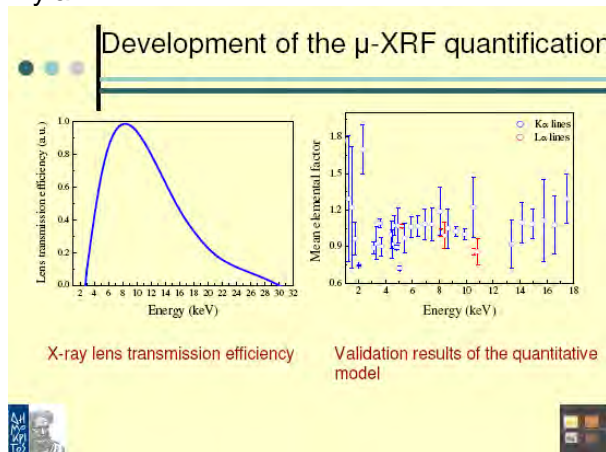 Development of the μ-XRF quantification
Lens transmission efficiency (a.u.)
1.0
0.8
0.6
0.4
0.2
0.0
2 4 6 8 10 12 14 16 18 20 22 24 26 28 30 32
Energy (keV)
Mean elemental factor
1.8
1.5
1.2
0.9
0.6
2 4 6 8 10 12 14 16 18
Energy (keV)
Kα lines
Lα lines
X-ray lens transmission efficiency
Validation results of the quantitative
model
ΔΗ
ΜΟ
ΚΡΙ
ΤΟΣ